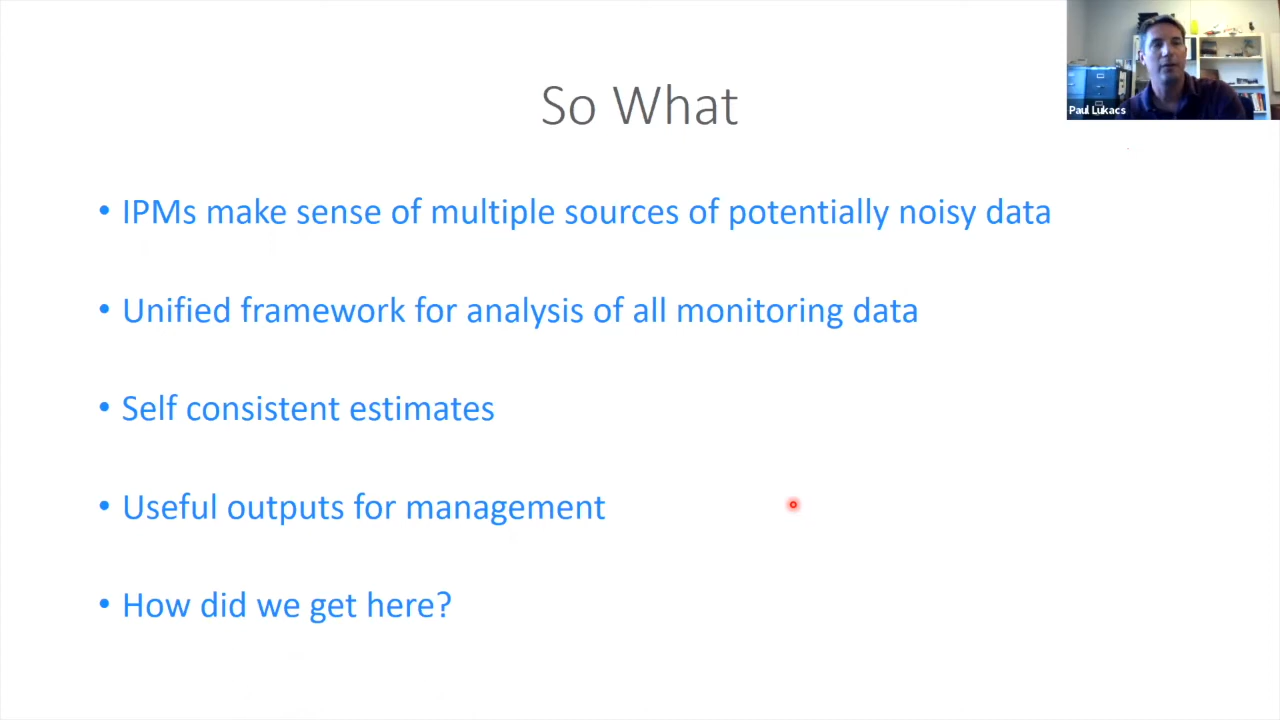 So What
Paul Lukacs
• IPMs make sense of multiple sources of potentially noisy data
• Unified framework for analysis of all monitoring data
• Self consistent estimates
• Useful outputs for management
• How did we get here?